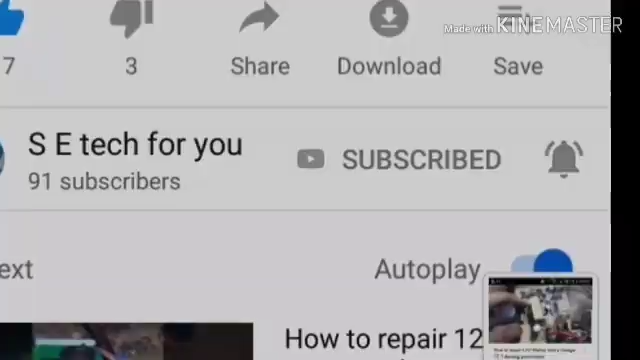 Made with KINEMASTER
7
3
Share
Download
Save
S E tech for you
SUBSCRIBED
91 subscribers
ext
Autoplay
How to repair 12